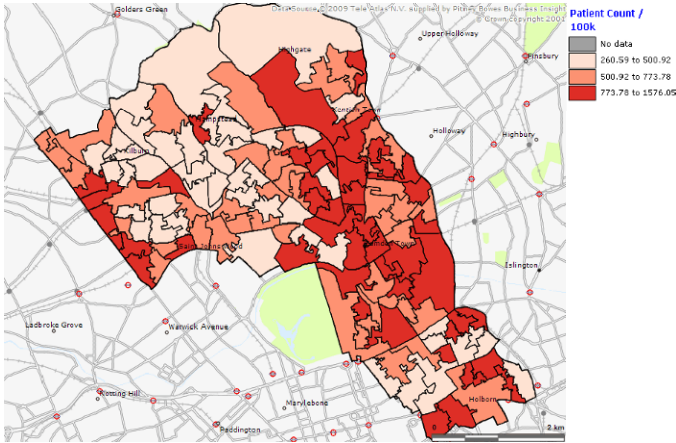 Data Source © 2009 Tele Atlas N.V. supplied by Pitney Bowes Business Insight
© Crown copyright 2001
Patient Count /
100k
No data
260.59 to 500.92
500.92 to 773.78
773.78 to 1576.05
Golders Green
Upper Holloway
Highgate
Finsbury
Kentish Town
Hampstead
Holloway
Highbury
Kilburn
Saint Johns Wood
Camden Town
Islington
Ladbroke Grove
Warwick Avenue
Notting Hill
Marylebone
Holborn
Paddington
0
2 km